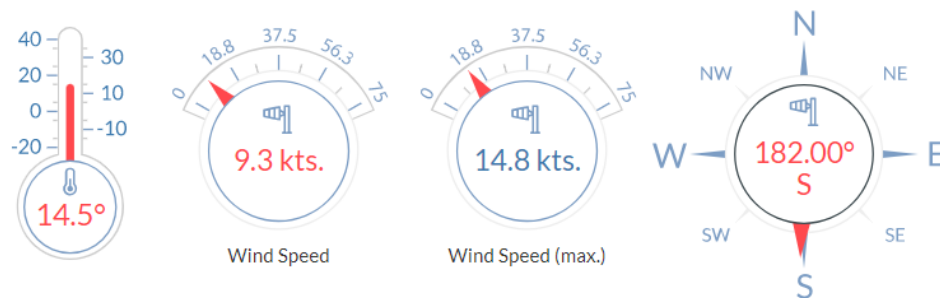 40
20
0
-20
30
10
-10
14.5°
0
18.8
37.5
56.3
75
9.3 kts.
Wind Speed
0
18.8
37.5
56.3
75
14.8 kts.
Wind Speed (max.)
N
NW
NE
W
182.00°
S
E
SW
SE
S